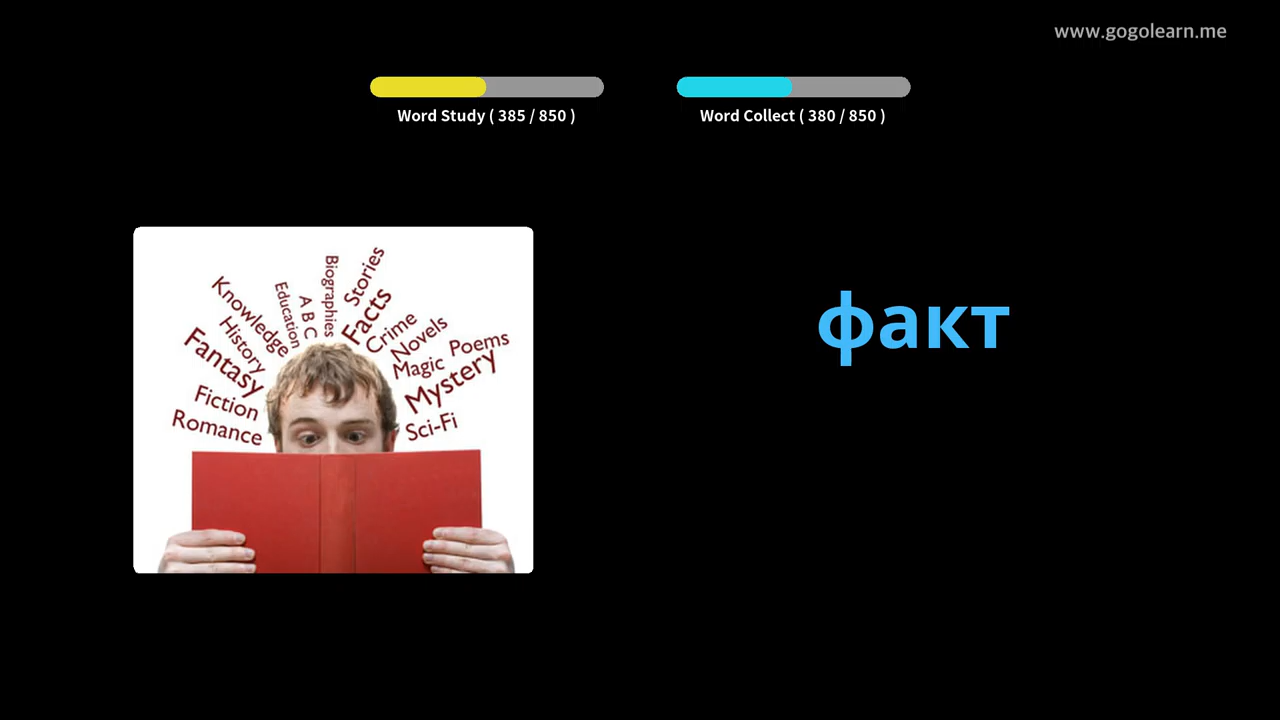 www.gogolearn.me
Word Study ( 385 / 850 )
Word Collect ( 380 / 850 )
Biographies
Stories
Education
A B C
Facts
Knowledge
Crime
History
Novels
Poems
Fantasy
Magic
Mystery
Fiction
Romance
Sci-Fi
факт